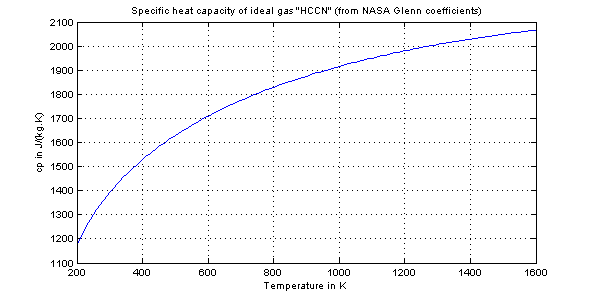 Specific heat capacity of ideal gas "HCCN" (from NASA Glenn coefficients)
2100
2000
1900
1800
1700
1600
1500
1400
1300
1200
1100
cp in J/(kg.K)
200 400 600 800 1000 1200 1400 1600
Temperature in K